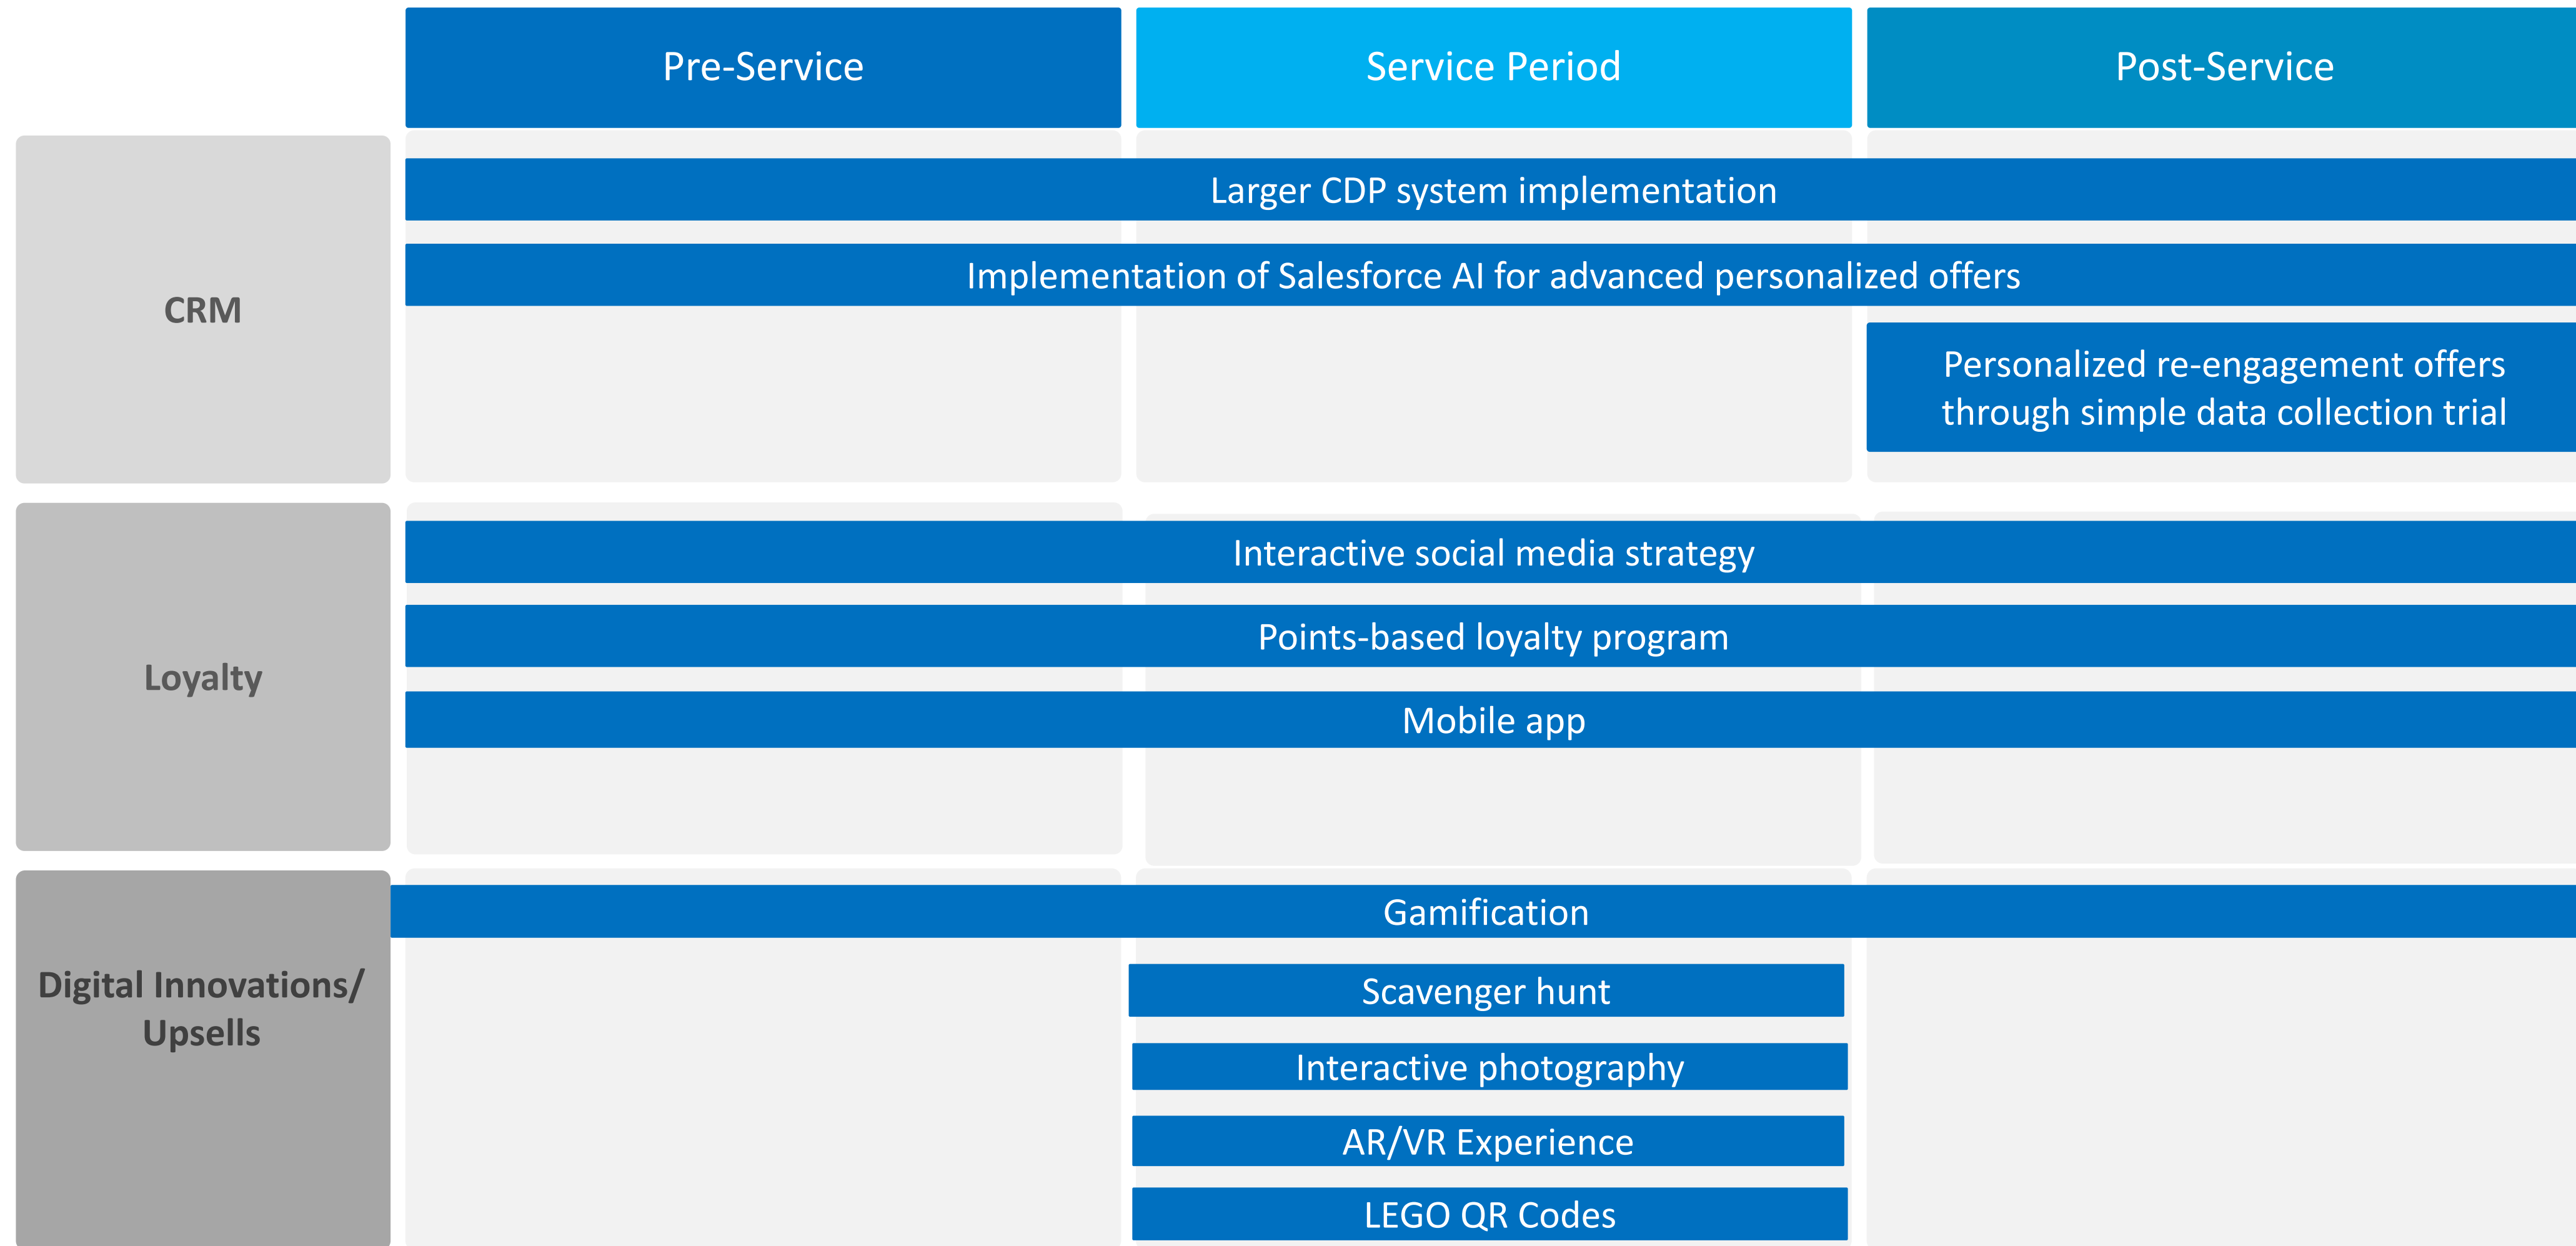 Pre-Service
Service Period
Post-Service
CRM
Larger CDP system implementation
Implementation of Salesforce AI for advanced personalized offers
Personalized re-engagement offers
through simple data collection trial
Loyalty
Interactive social media strategy
Points-based loyalty program
Mobile app
Digital Innovations/
Upsells
Gamification
Scavenger hunt
Interactive photography
AR/VR Experience
LEGO QR Codes